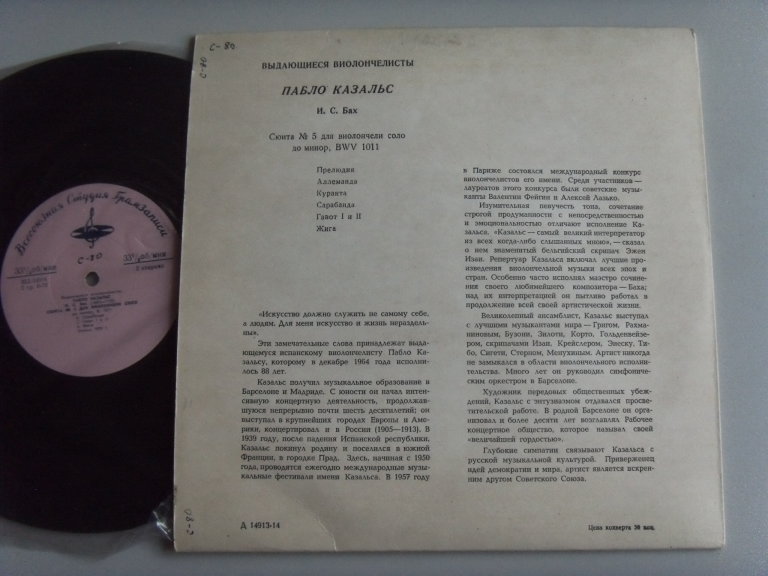 С-80
ВЫДАЮЩИЕСЯ ВИОЛОНЧЕЛИСТЫ
ПАБЛО КАЗАЛЬС
И. С. Бах
Сюита № 5 для виолончели соло
до минор, BWV 1011
Прелюдия
Аллеманда
Куранта
Сарабанда
Гавот I и II
Жига
«Искусство должно служить не самому себе,
а людям. Для меня искусство и жизнь нераздель-
ны».
Эти замечательные слова принадлежат выда-
ющемуся испанскому виолончелисту Пабло Ка-
зальсу, которому в декабре 1964 года исполни-
лось 88 лет.
Казальс получил музыкальное образование в
Барселоне и Мадриде. С юности он начал интен-
сивную концертную деятельность, продолжав-
шуюся непрерывно почти шесть десятилетий; он
выступал в крупнейших городах Европы и Аме-
рики, концертировал и в России (1905—1913). В
1939 году, после падения Испанской республики,
Казальс покинул родину и поселился в южной
Франции, в городке Прад. Здесь, начиная с 1950
года, проводятся ежегодно международные музы-
кальные фестивали имени Казальса. В 1957 году
в Париже состоялся международный конкурс
виолончелистов его имени. Среди участников —
лауреатов этого конкурса были советские музы-
канты Валентин Фейгин и Алексей Лазько.
Изумительная певучесть тона, сочетание
строгой продуманности с непосредственностью
и эмоциональностью отличают исполнение Ка-
зальса. «Казальс — самый великий интерпретатор
из всех когда-либо слышанных мною», — сказал
о нем знаменитый бельгийский скрипач Эжен
Изаи. Репертуар Казальса включал лучшие про-
изведения виолончельной музыки всех эпох и
стран. Особенно часто исполнял маэстро сочине-
ния своего любимейшего композитора — Баха;
над их интерпретацией он пытливо работал в
продолжение всей своей артистической жизни.
Великолепный ансамблист, Казальс выступал
с лучшими музыкантами мира — Григом, Рахма-
ниновым, Бузони, Зилоти, Корто, Гольденвейзе-
ром, скрипачами Изаи, Крейслером, Энеску, Ти-
бо, Сигети, Стерном, Менухиным. Артист никогда
не замыкался в области виолончельного исполни-
тельства. Много лет он руководил симфониче-
ским оркестром в Барселоне.
Художник передовых общественных убеж-
дений, Казальс с энтузиазмом отдавался просве-
тительской работе. В родной Барселоне он орга-
низовал и более десяти лет возглавлял Рабочее
концертное общество, которое называл своей
«величайшей гордостью».
Глубокие симпатии связывают Казальса с
русской музыкальной культурой. Приверженец
идей демократии и мира, артист является искрен-
ним другом Советского Союза.
Д 14913-14
Цена конверта 50 коп.
Всесоюзная Студия Грамзаписи
С-80
33⅓ об/мин
33⅓ об/мин
2 сторона